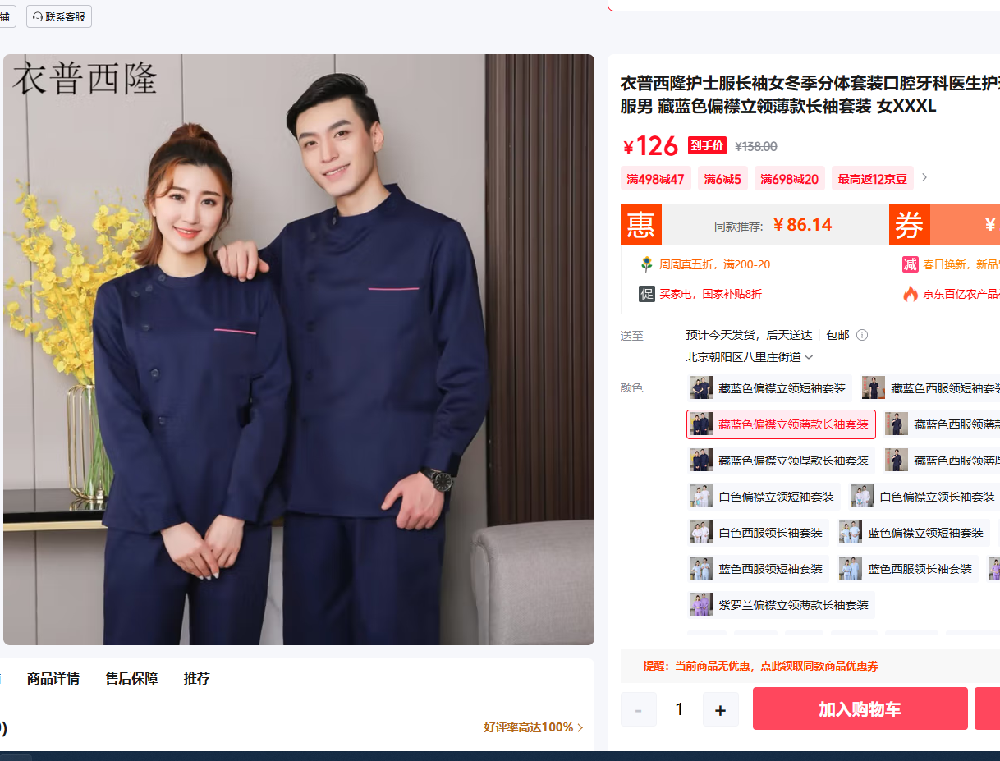 铺
联系客服
衣普西隆
衣普西隆护士服长袖女冬季分体套装口腔牙科医生护
服男 藏蓝色偏襟立领薄款长袖套装 女XXXL
¥126 到手价 ¥138.00
满498减47 满6减5 满698减20 最高返12京豆
惠 同款推荐: ¥86.14 券 ¥
周周真五折，满200-20 减 春日换新，新品
促 买家电，国家补贴8折 京东百亿农产品
送至 预计今天发货，后天送达 包邮
北京朝阳区八里庄街道
颜色 藏蓝色偏襟立领短袖套装 藏蓝色西服领短袖套装
藏蓝色偏襟立领薄款长袖套装 藏蓝色西服领薄款
藏蓝色偏襟立领厚款长袖套装 藏蓝色西服领薄厚
白色偏襟立领短袖套装 白色偏襟立领长袖套装
白色西服领长袖套装 蓝色偏襟立领短袖套装
蓝色西服领短袖套装 蓝色西服领长袖套装
紫罗兰偏襟立领薄款长袖套装
提醒：当前商品无优惠，点此领取同款商品优惠券
- 1 + 加入购物车
商品详情 售后保障 推荐
)
好评率高达100%